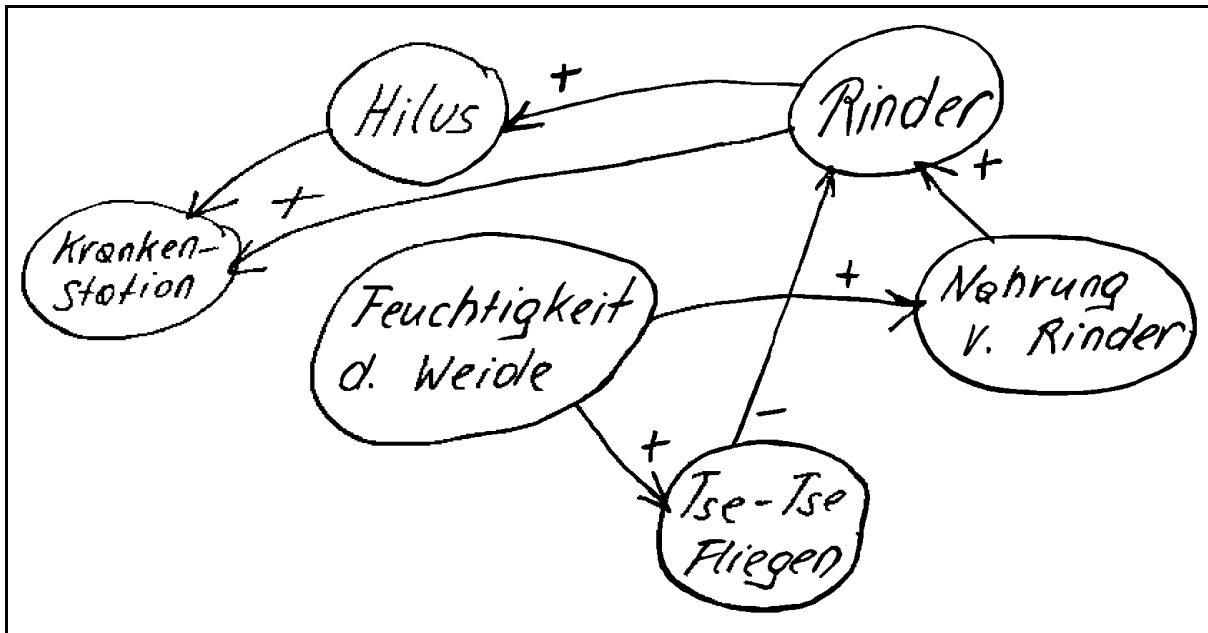 Hilus
+
Rinder
+
+
Kranken-
station
Feuchtigkeit
d. Weide
+
Nahrung
v. Rinder
-
+
Tse-Tse
Fliegen